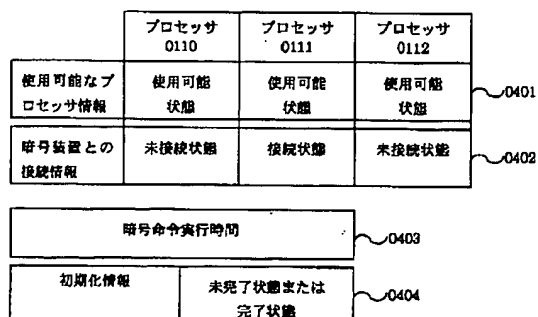 プロセッサ プロセッサ プロセッサ
0110 0111 0112
使用可能なプ 使用可能 使用可能 使用可能
ロセッサ情報 状態 状態 状態 0401
暗号装置との 未接続状態 接続状態 未接続状態
接続情報 0402
暗号命令実行時間 0403
初期化情報 未完了状態または 0404
完了状態